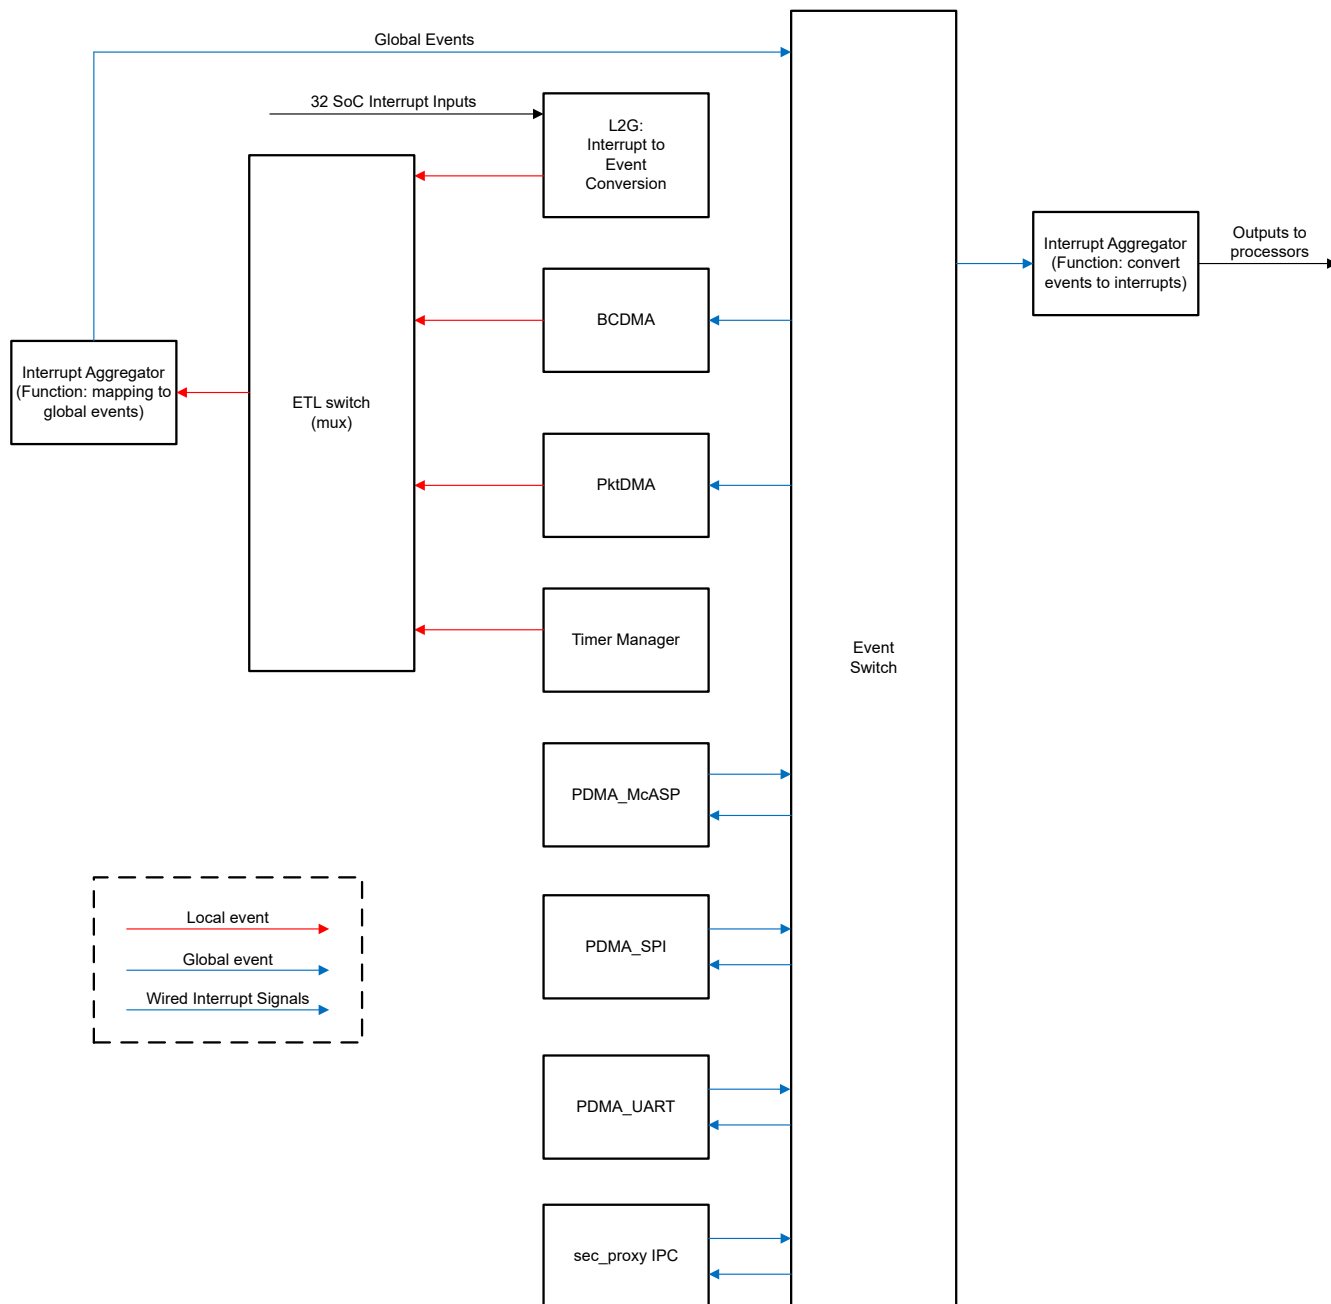 Global Events
32 SoC Interrupt Inputs
L2G:
Interrupt to
Event
Conversion
Interrupt Aggregator
(Function: convert
events to interrupts)
Outputs to
processors
BCDMA
Interrupt Aggregator
(Function: mapping to
global events)
ETL switch
(mux)
PktDMA
Timer Manager
Event
Switch
PDMA_McASP
Local event
Global event
Wired Interrupt Signals
PDMA_SPI
PDMA_UART
sec_proxy IPC